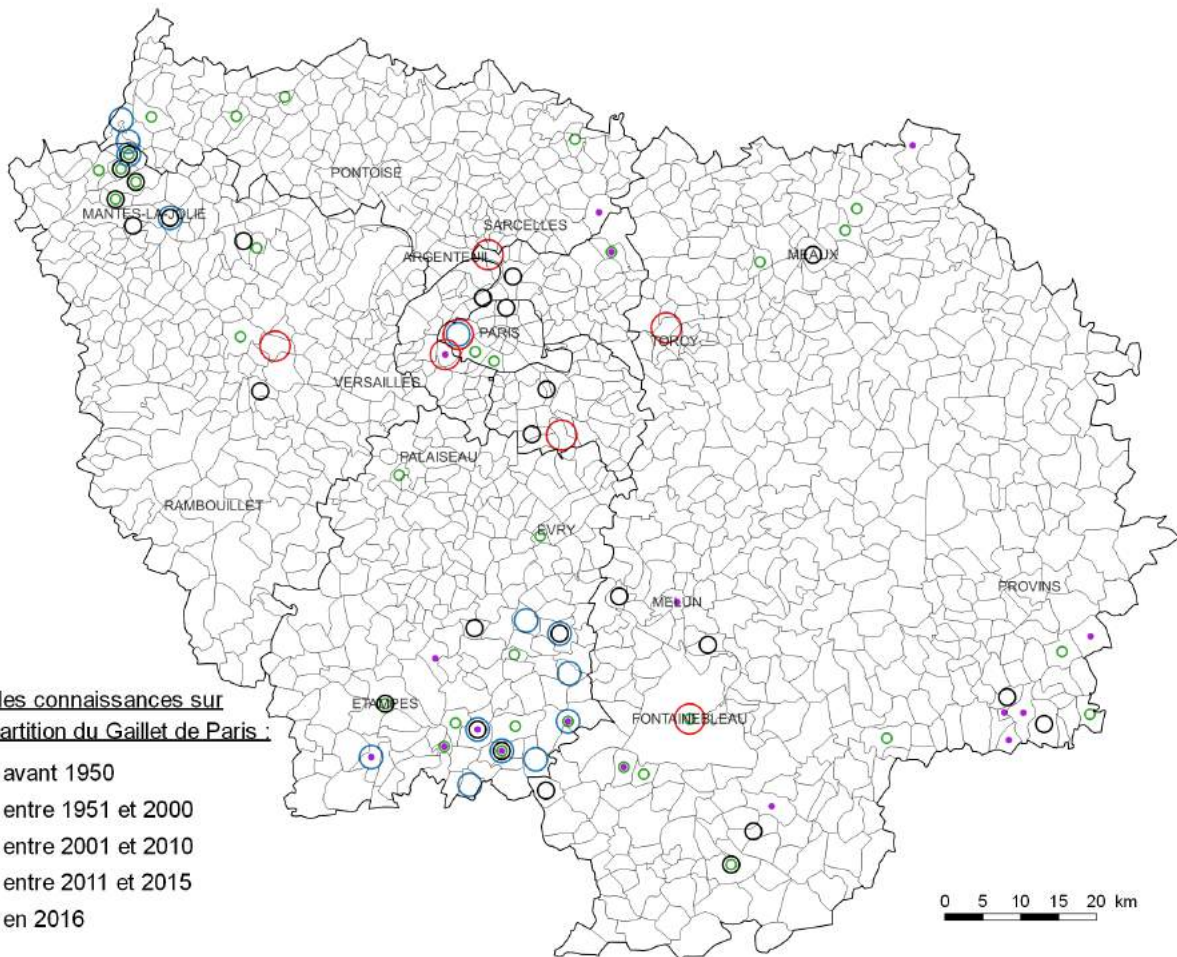 PONTOISE
MANTES-LA-JOLIE
SARCELLES
ARGENTEUIL
MEAUX
PARIS
TORCY
VERSAILLES
PALAISEAU
RAMBOUILLET
EVRY
PROVINS
MELUN
les connaissances sur
ETAMPES
FONTAINEBLEAU
artition du Gaillet de Paris :
avant 1950
entre 1951 et 2000
entre 2001 et 2010
entre 2011 et 2015
en 2016
0 5 10 15 20 km